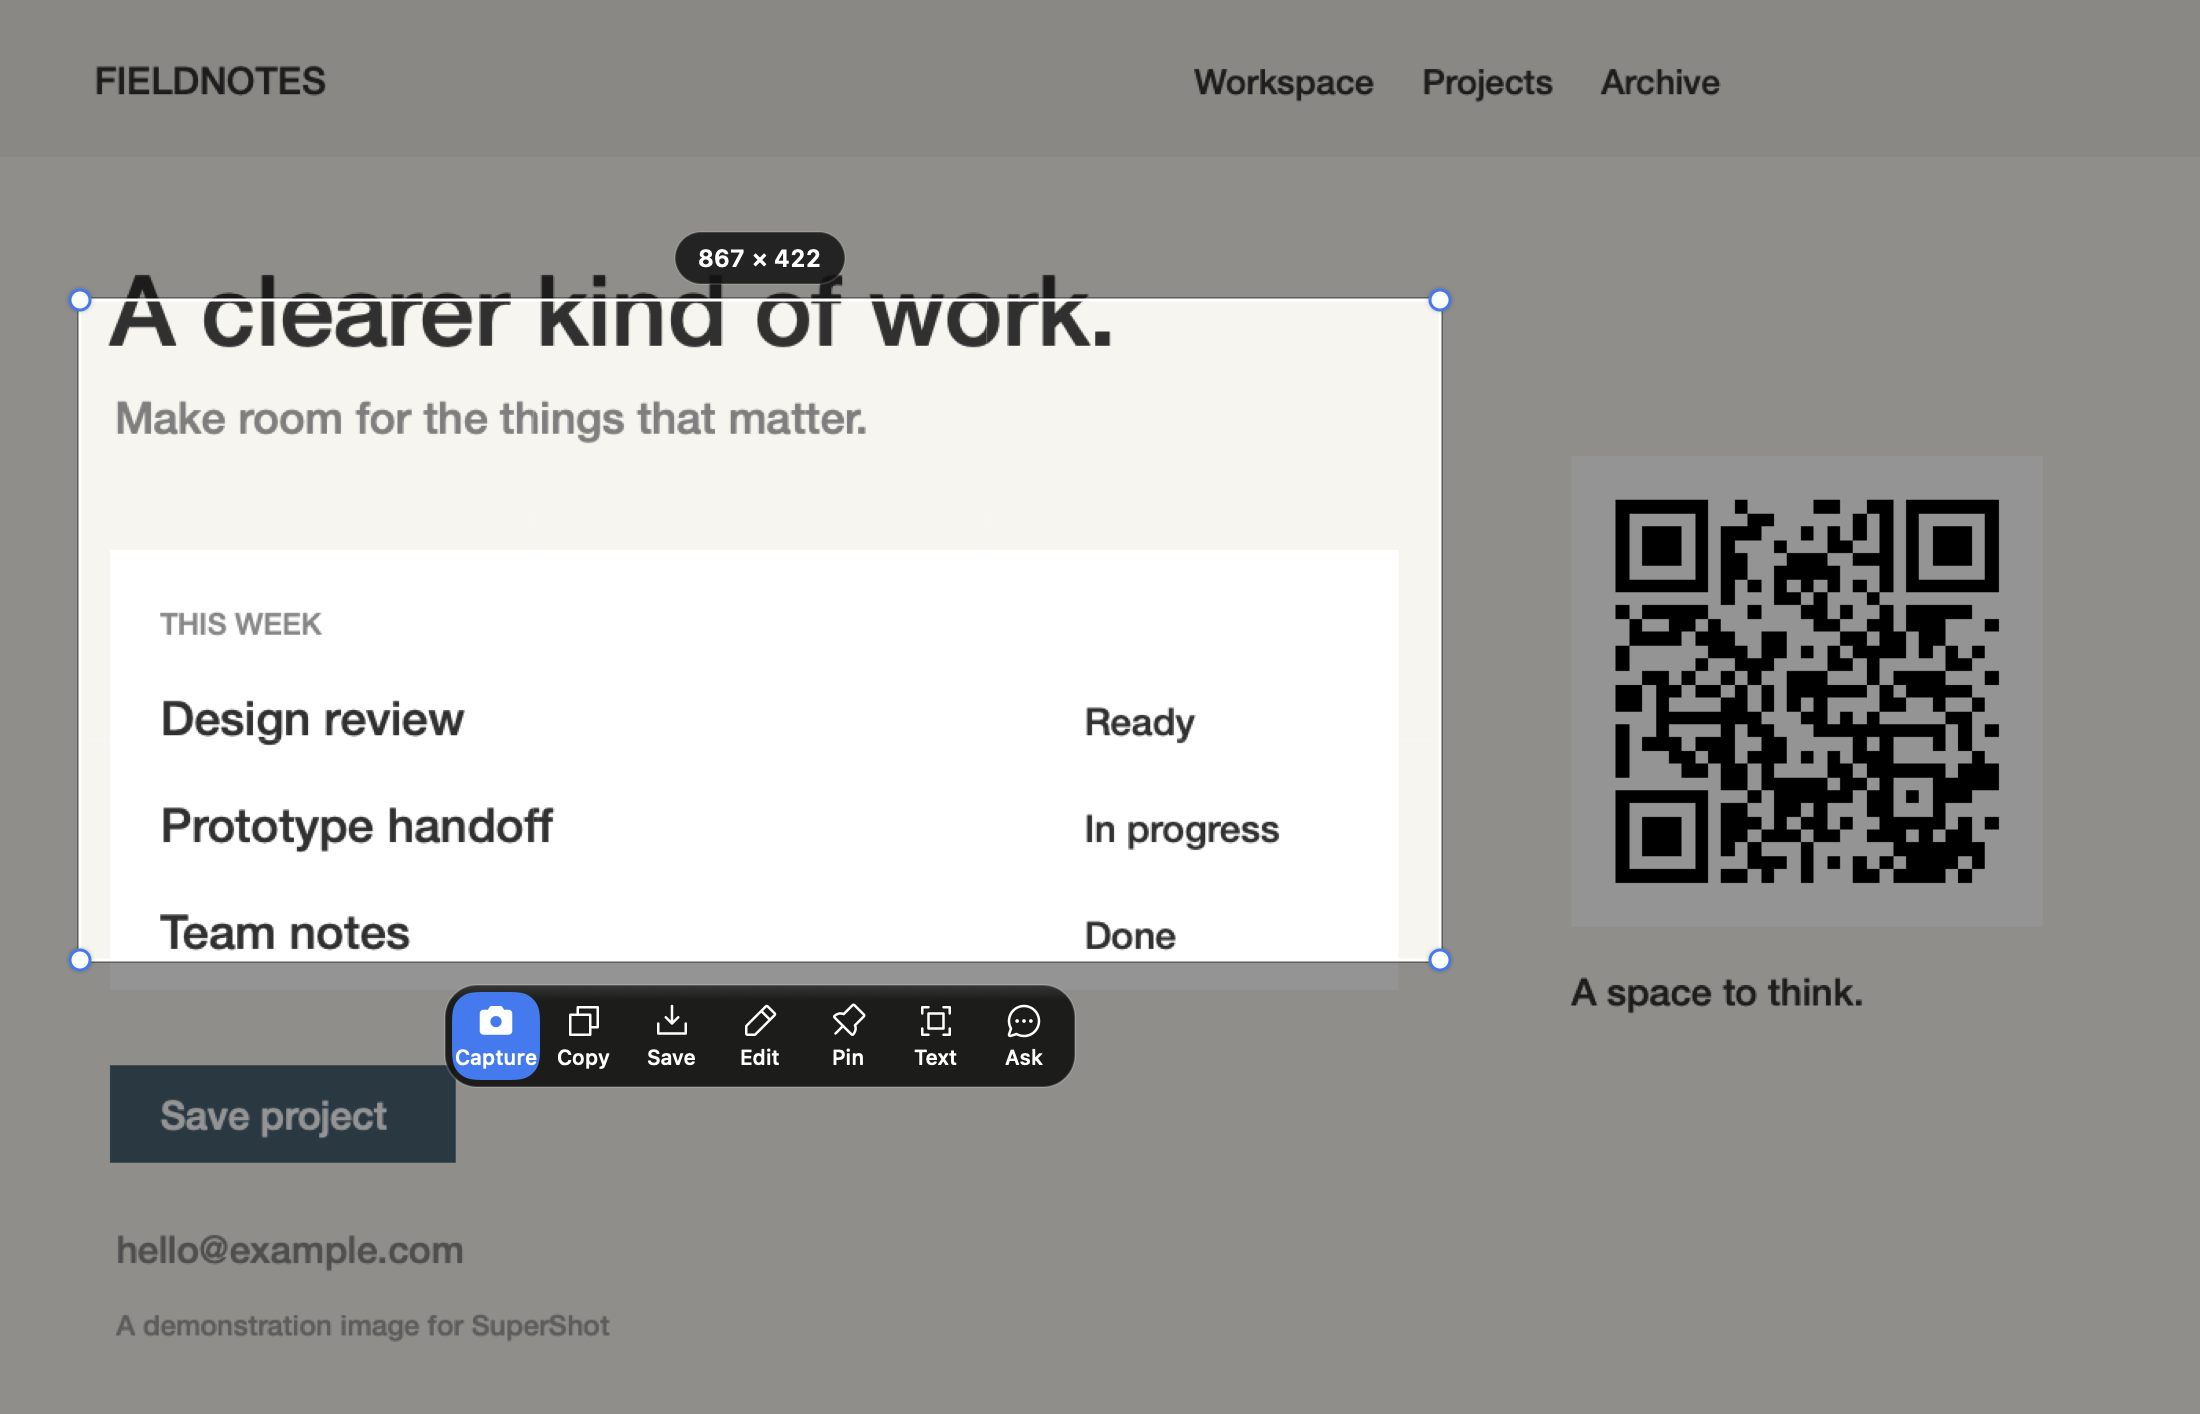 FIELDNOTES
Workspace Projects Archive
867 × 422
A clearer kind of work.
Make room for the things that matter.
THIS WEEK
Design review Ready
Prototype handoff In progress
Team notes Done
A space to think.
Capture Copy Save Edit Pin Text Ask
Save project
hello@example.com
A demonstration image for SuperShot